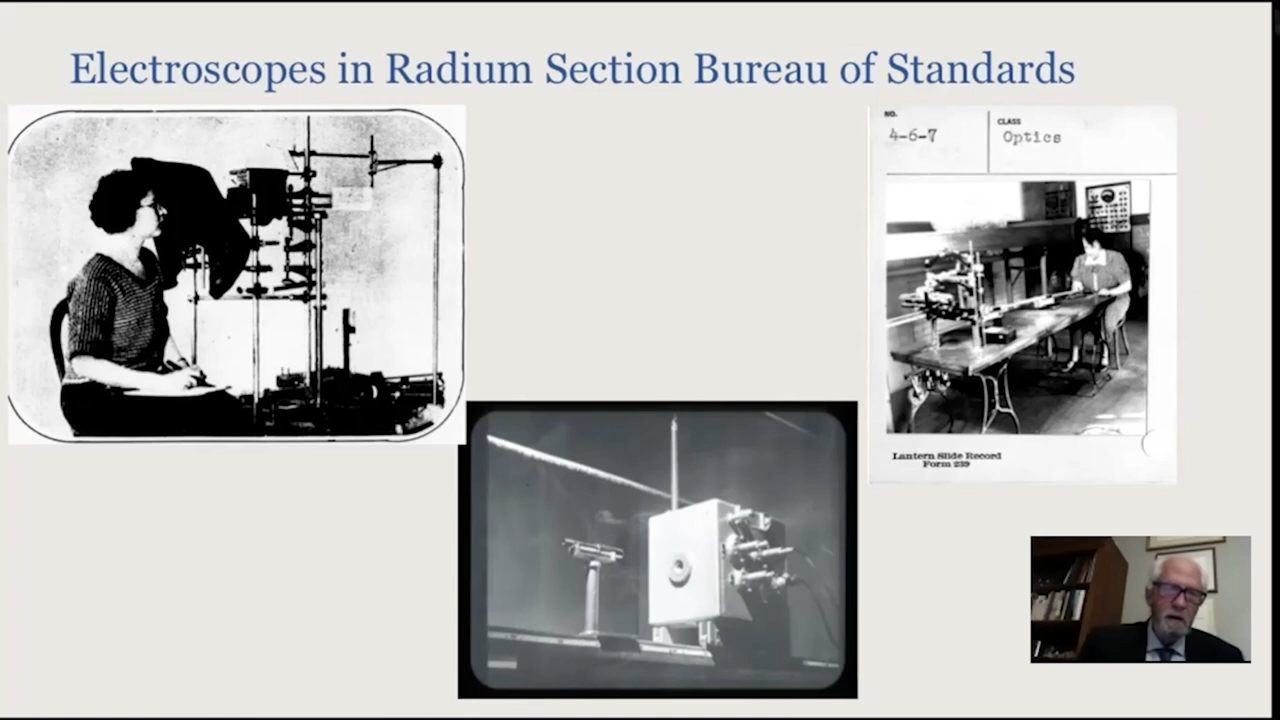 Electroscopes in Radium Section Bureau of Standards
NO.
4-6-7
CLASS
Optics
Lantern Slide Record
Form 239